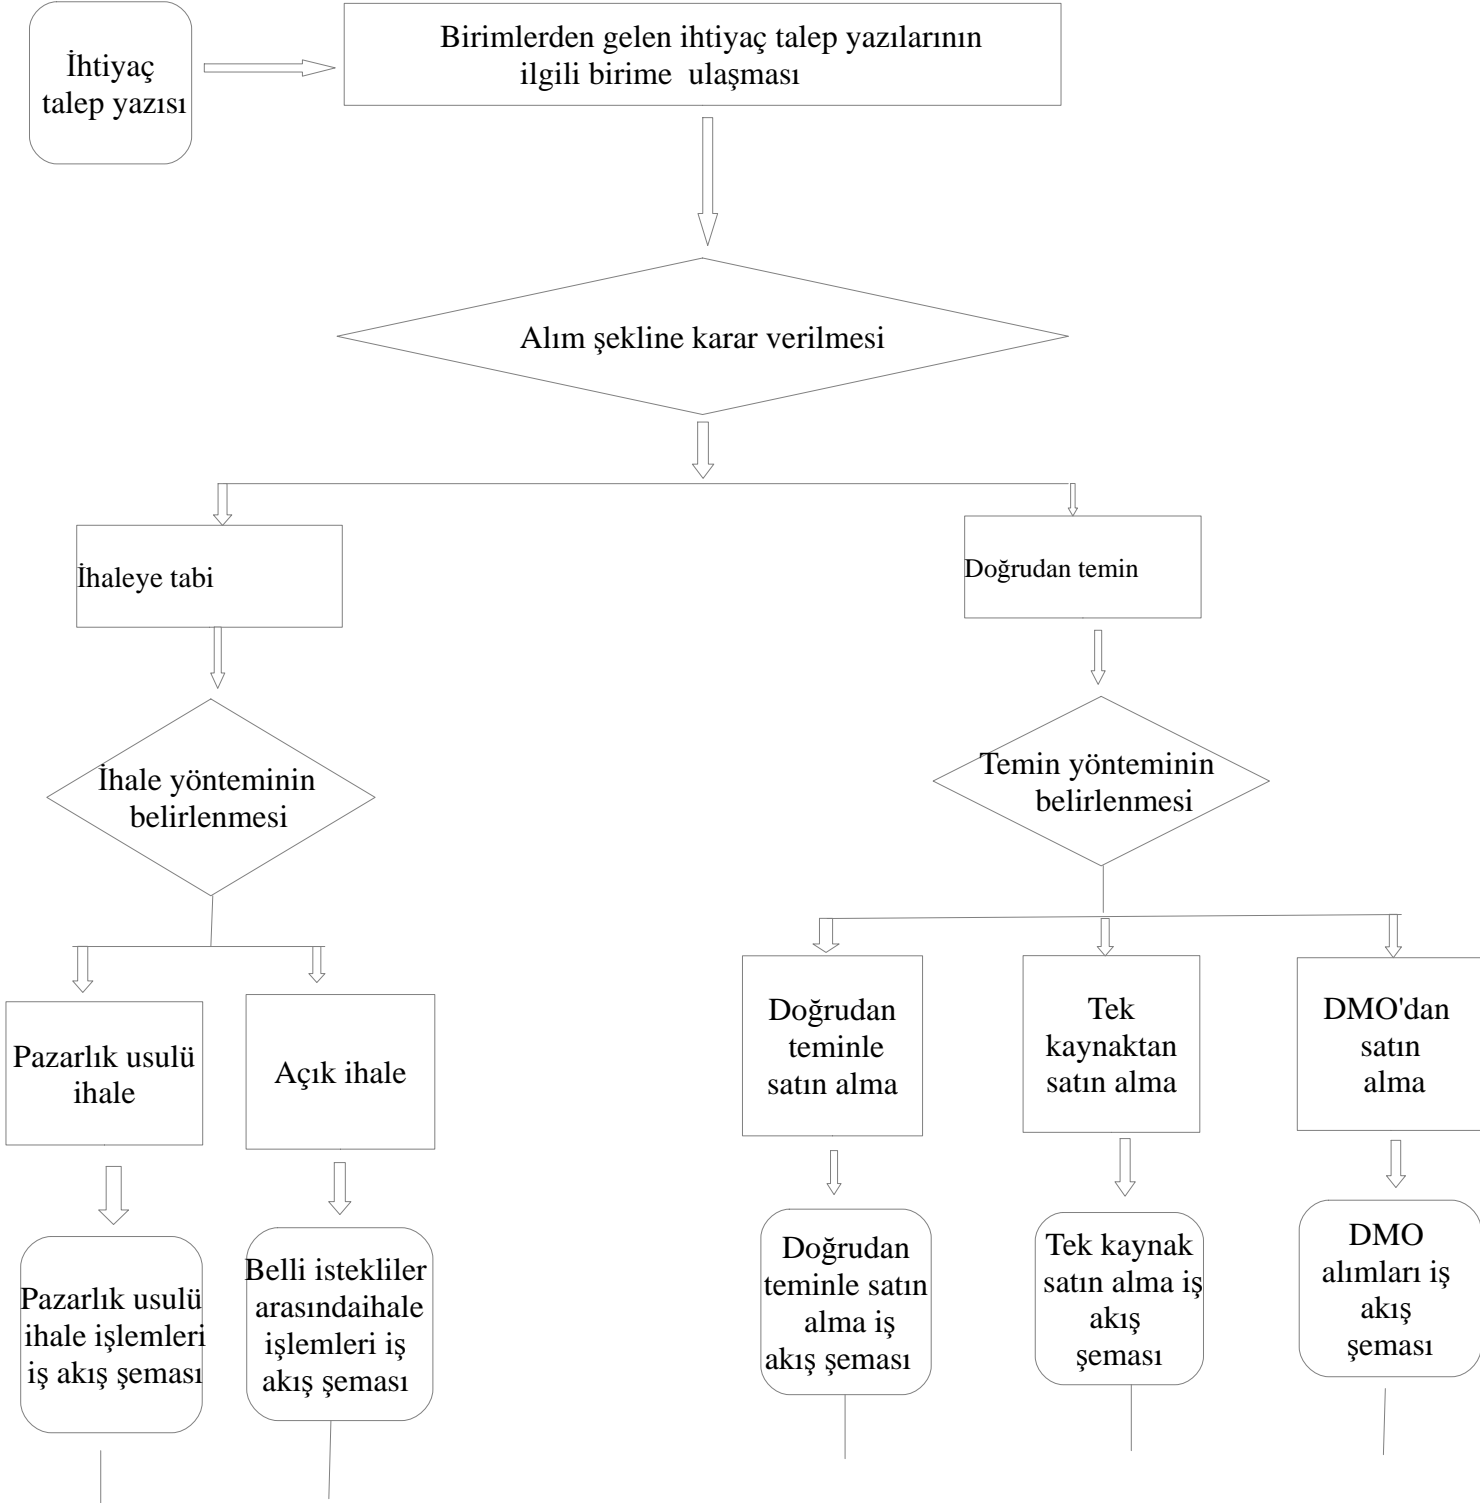 İhtiyaç
talep yazısı
Birimlerden gelen ihtiyaç talep yazılarının
ilgili birime ulaşması
Alım şekline karar verilmesi
İhaleye tabi
Doğrudan temin
İhale yönteminin
belirlenmesi
Temin yönteminin
belirlenmesi
Pazarlık usulü
ihale
Açık ihale
Doğrudan
teminle
satın alma
Tek
kaynaktan
satın alma
DMO'dan
satın
alma
Pazarlık usulü
ihale işlemleri
iş akış şeması
Belli istekliler
arasındaihale
işlemleri iş
akış şeması
Doğrudan
teminle satın
alma iş
akış şeması
Tek kaynak
satın alma iş
akış
şeması
DMO
alımları iş
akış
şeması